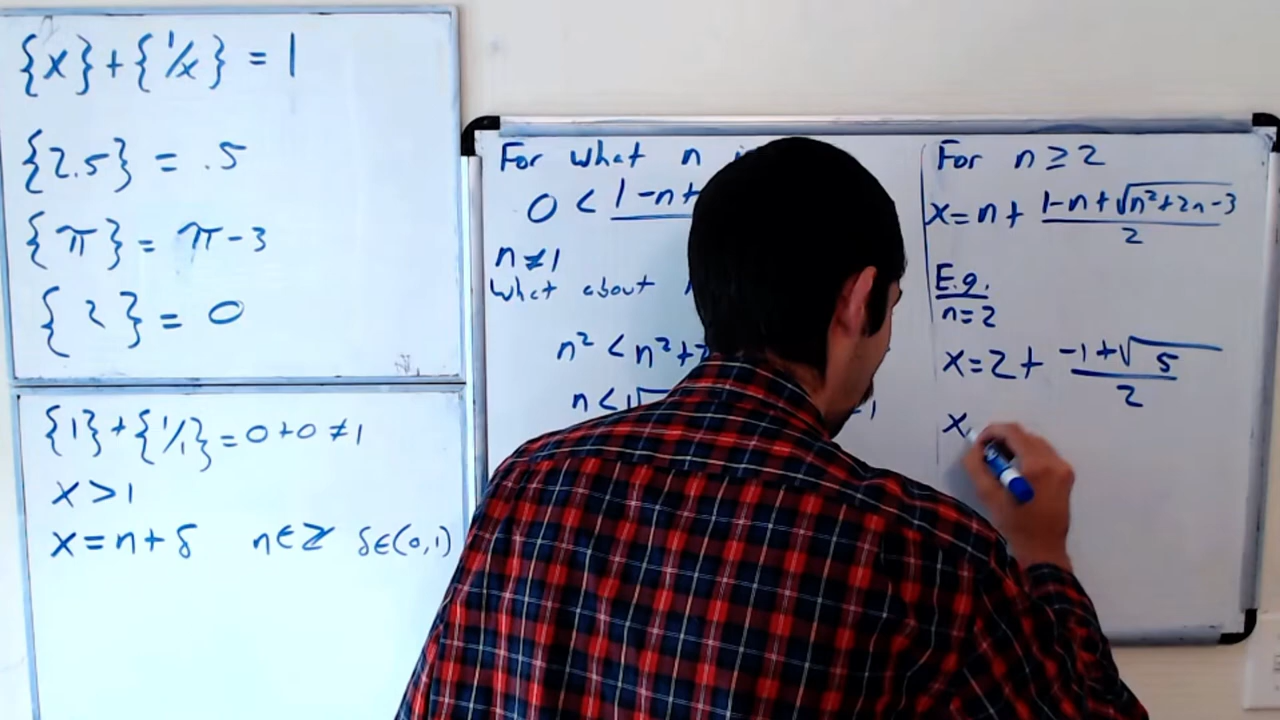 {x}+{1/x} = 1
{2.5} = .5
{π} = π-3
{2} = 0
{1}+{1/1}=0+0≠1
x>1
x=n+δ n∈ℤ δ∈(0,1)
For what n
0 < 1-n+
n≠1
What about
n² < n²+2
n < √
For n ≥ 2
x=n+ (1-n+√(n²+2n-3))/2
E.g.
n=2
x=2+ (-1+√5)/2
x